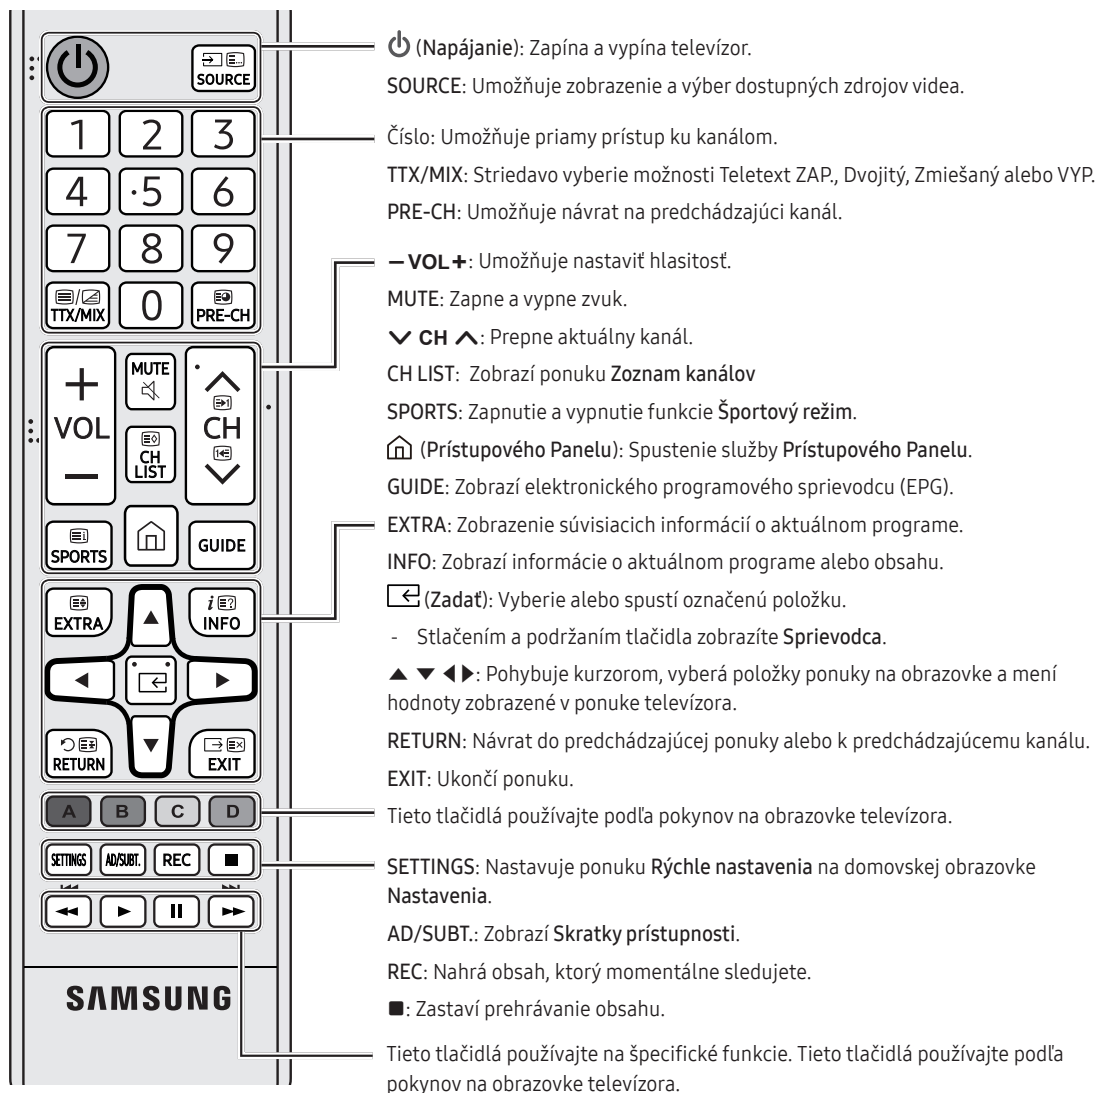 SOURCE
1 2 3
4 ·5 6
7 8 9
TTX/MIX 0 PRE-CH
+ VOL —
MUTE
CH LIST
CH
SPORTS
GUIDE
EXTRA
INFO
RETURN
EXIT
A B C D
SETTINGS AD/SUBT. REC
SAMSUNG
(Napájanie): Zapína a vypína televízor.
SOURCE: Umožňuje zobrazenie a výber dostupných zdrojov videa.
Číslo: Umožňuje priamy prístup ku kanálom.
TTX/MIX: Striedavo vyberie možnosti Teletext ZAP., Dvojitý, Zmiešaný alebo VYP.
PRE-CH: Umožňuje návrat na predchádzajúci kanál.
— VOL +: Umožňuje nastaviť hlasitosť.
MUTE: Zapne a vypne zvuk.
CH : Prepne aktuálny kanál.
CH LIST: Zobrazí ponuku Zoznam kanálov
SPORTS: Zapnutie a vypnutie funkcie Športový režim.
(Prístupového Panelu): Spustenie služby Prístupového Panelu.
GUIDE: Zobrazí elektronického programového sprievodcu (EPG).
EXTRA: Zobrazenie súvisiacich informácií o aktuálnom programe.
INFO: Zobrazí informácie o aktuálnom programe alebo obsahu.
(Zadať): Vyberie alebo spustí označenú položku.
- Stlačením a podržaním tlačidla zobrazíte Sprievodca.
▲ ▼ ◀ ▶: Pohybuje kurzorom, vyberá položky ponuky na obrazovke a mení
hodnoty zobrazené v ponuke televízora.
RETURN: Návrat do predchádzajúcej ponuky alebo k predchádzajúcemu kanálu.
EXIT: Ukončí ponuku.
Tieto tlačidlá používajte podľa pokynov na obrazovke televízora.
SETTINGS: Nastavuje ponuku Rýchle nastavenia na domovskej obrazovke
Nastavenia.
AD/SUBT.: Zobrazí Skratky prístupnosti.
REC: Nahrá obsah, ktorý momentálne sledujete.
■: Zastaví prehrávanie obsahu.
Tieto tlačidlá používajte na špecifické funkcie. Tieto tlačidlá používajte podľa
pokynov na obrazovke televízora.